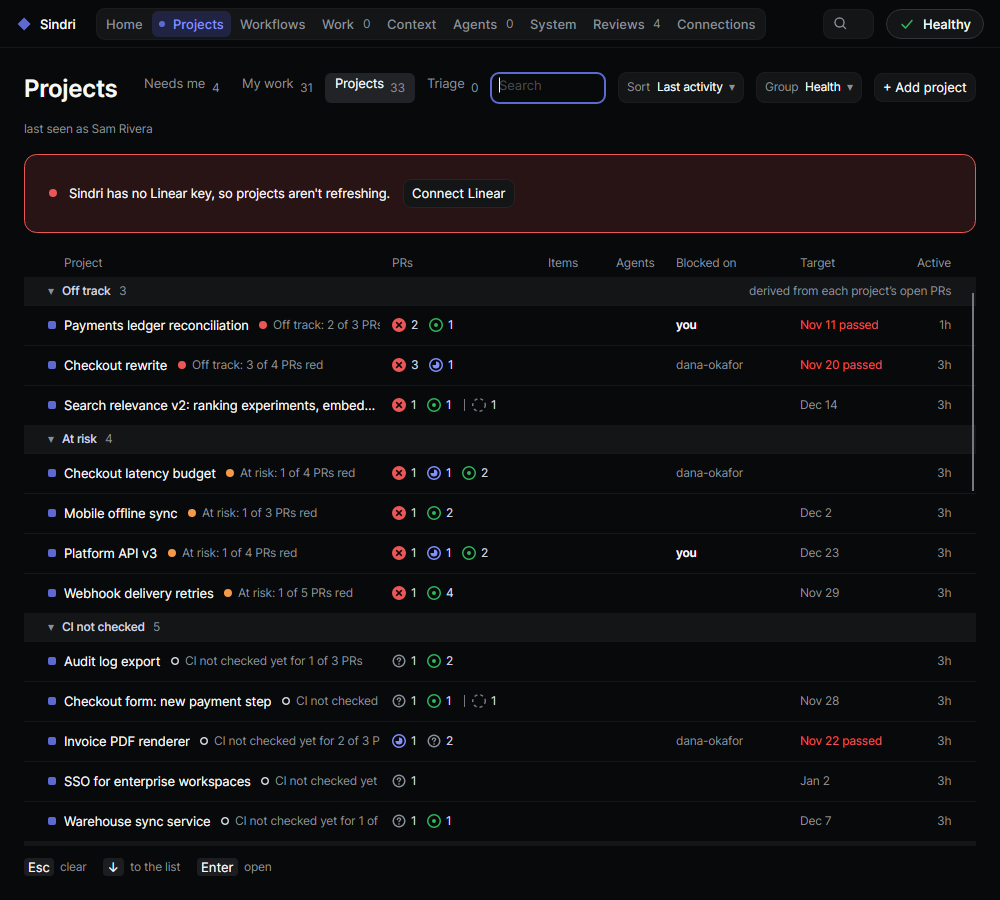 Sindri Home Projects Workflows Work 0 Context Agents 0 System Reviews 4 Connections Healthy
Projects Needs me 4 My work 31 Projects 33 Triage 0 Search Sort Last activity Group Health + Add project
last seen as Sam Rivera
Sindri has no Linear key, so projects aren't refreshing. Connect Linear
Project PRs Items Agents Blocked on Target Active
Off track 3 derived from each project's open PRs
Payments ledger reconciliation Off track: 2 of 3 PRs 2 1 you Nov 11 passed 1h
Checkout rewrite Off track: 3 of 4 PRs red 3 1 dana-okafor Nov 20 passed 3h
Search relevance v2: ranking experiments, embed... 1 1 | 1 Dec 14 3h
At risk 4
Checkout latency budget At risk: 1 of 4 PRs red 1 1 2 dana-okafor 3h
Mobile offline sync At risk: 1 of 3 PRs red 1 2 Dec 2 3h
Platform API v3 At risk: 1 of 4 PRs red 1 1 2 you Dec 23 3h
Webhook delivery retries At risk: 1 of 5 PRs red 1 4 Nov 29 3h
CI not checked 5
Audit log export CI not checked yet for 1 of 3 PRs ? 1 2 3h
Checkout form: new payment step CI not checked ? 1 1 | 1 Nov 28 3h
Invoice PDF renderer CI not checked yet for 2 of 3 P 1 ? 2 dana-okafor Nov 22 passed 3h
SSO for enterprise workspaces CI not checked yet ? 1 Jan 2 3h
Warehouse sync service CI not checked yet for 1 of ? 1 1 Dec 7 3h
Esc clear ↓ to the list Enter open